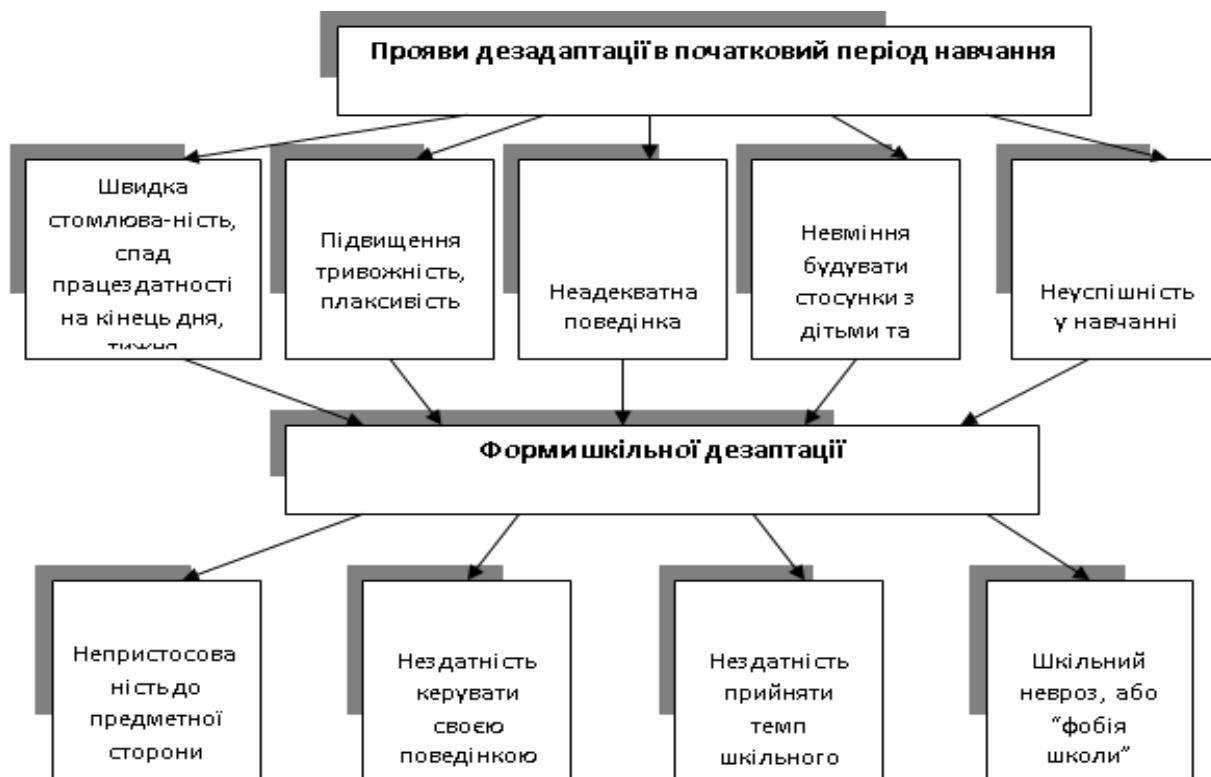 Прояви дезадаптації в початковий період навчання
Швидка
стомлюва-ність,
спад
працездатності
на кінець дня,
тижня
Підвищення
тривожність,
плаксивість
Неадекватна
поведінка
Невміння
будувати
стосунки з
дітьми та
Неуспішність
у навчанні
Форми шкільної дезаптації
Непристосова
ність до
предметної
сторони
Нездатність
керувати
своєю
поведінкою
Нездатність
прийняти
темп
шкільного
Шкільний
невроз, або
“фобія
школи”